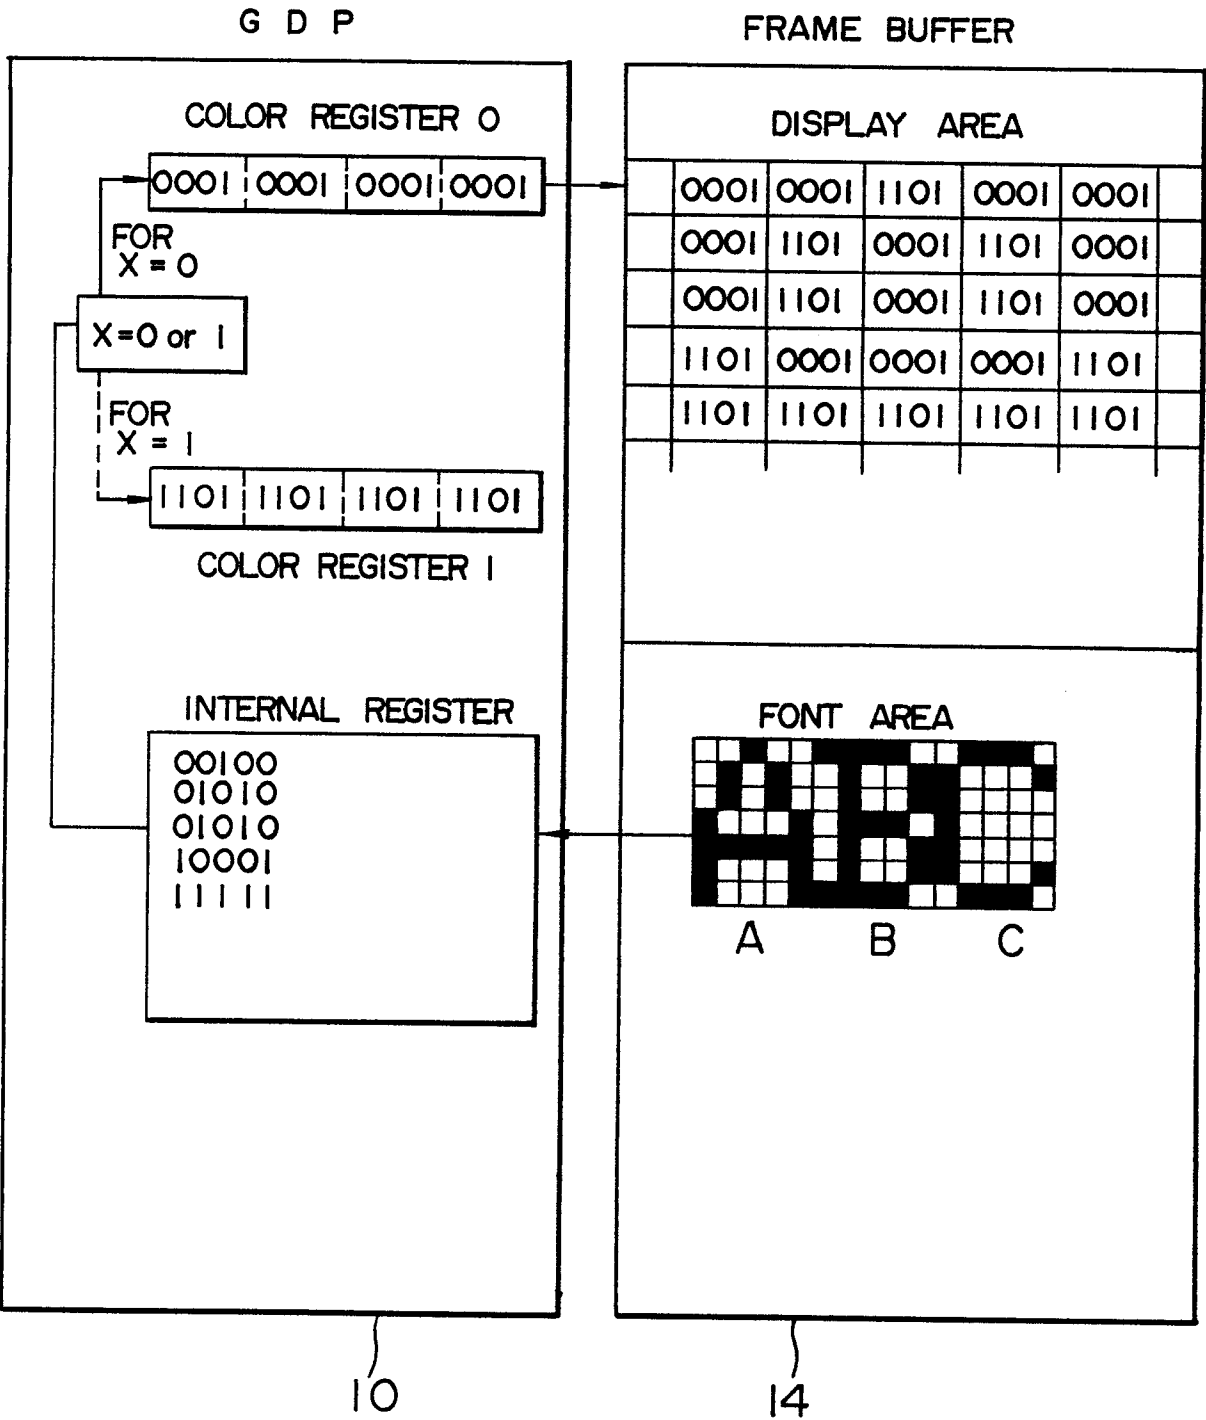 G D P
FRAME BUFFER
COLOR REGISTER 0
0001 0001 0001 0001
FOR
X = 0
X=0 or 1
FOR
X = 1
1101 1101 1101 1101
COLOR REGISTER 1
INTERNAL REGISTER
00100
01010
01010
10001
11111
DISPLAY AREA
0001 0001 1101 0001 0001
0001 1101 0001 1101 0001
0001 1101 0001 1101 0001
1101 0001 0001 0001 1101
1101 1101 1101 1101 1101
FONT AREA
A B C
10
14